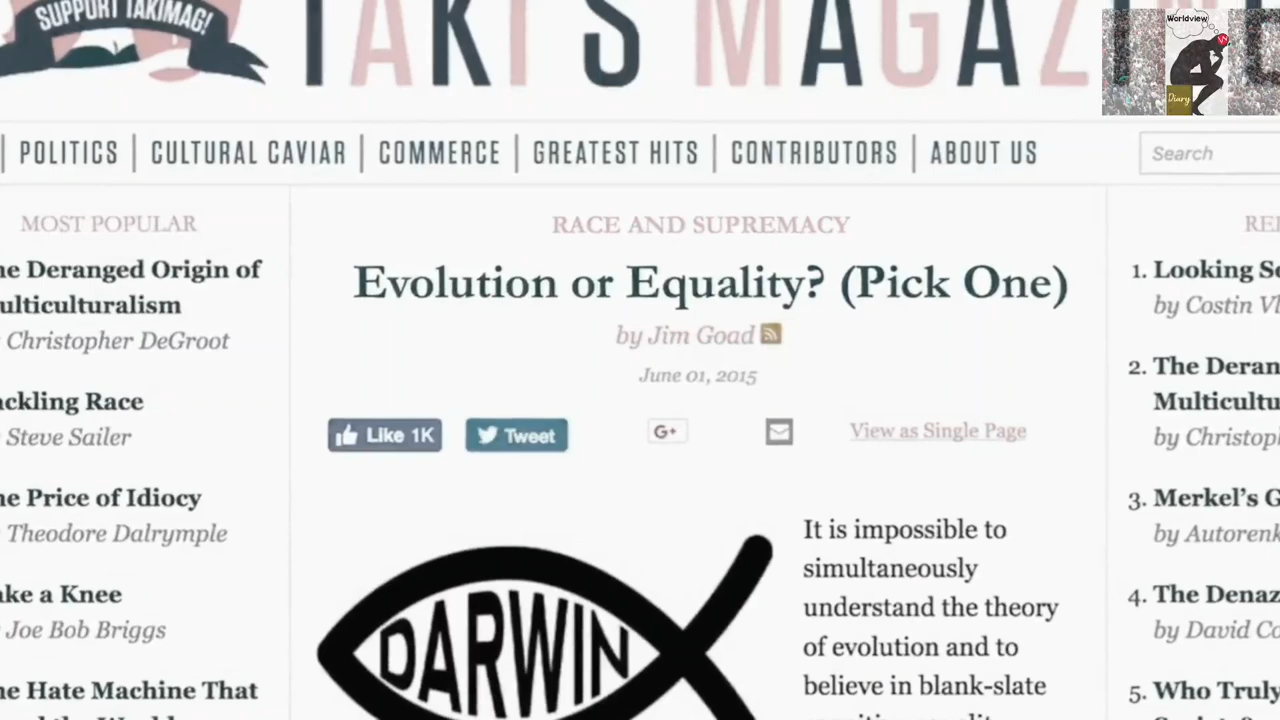 SUPPORT TAKIMAG!
TAKI'S MAGAZ
Worldview
Diary
POLITICS
CULTURAL CAVIAR
COMMERCE
GREATEST HITS
CONTRIBUTORS
ABOUT US
Search
MOST POPULAR
he Deranged Origin of
ulticulturalism
Christopher DeGroot
ackling Race
Steve Sailer
he Price of Idiocy
Theodore Dalrymple
ake a Knee
Joe Bob Briggs
he Hate Machine That
RACE AND SUPREMACY
Evolution or Equality? (Pick One)
by Jim Goad
June 01, 2015
Like 1K
Tweet
G+
View as Single Page
DARWIN
It is impossible to
simultaneously
understand the theory
of evolution and to
believe in blank-slate
1. Looking S
by Costin Vl
2. The Deran
Multicultu
by Christop
3. Merkel's G
by Autorenk
4. The Denaz
by David Co
5. Who Truly